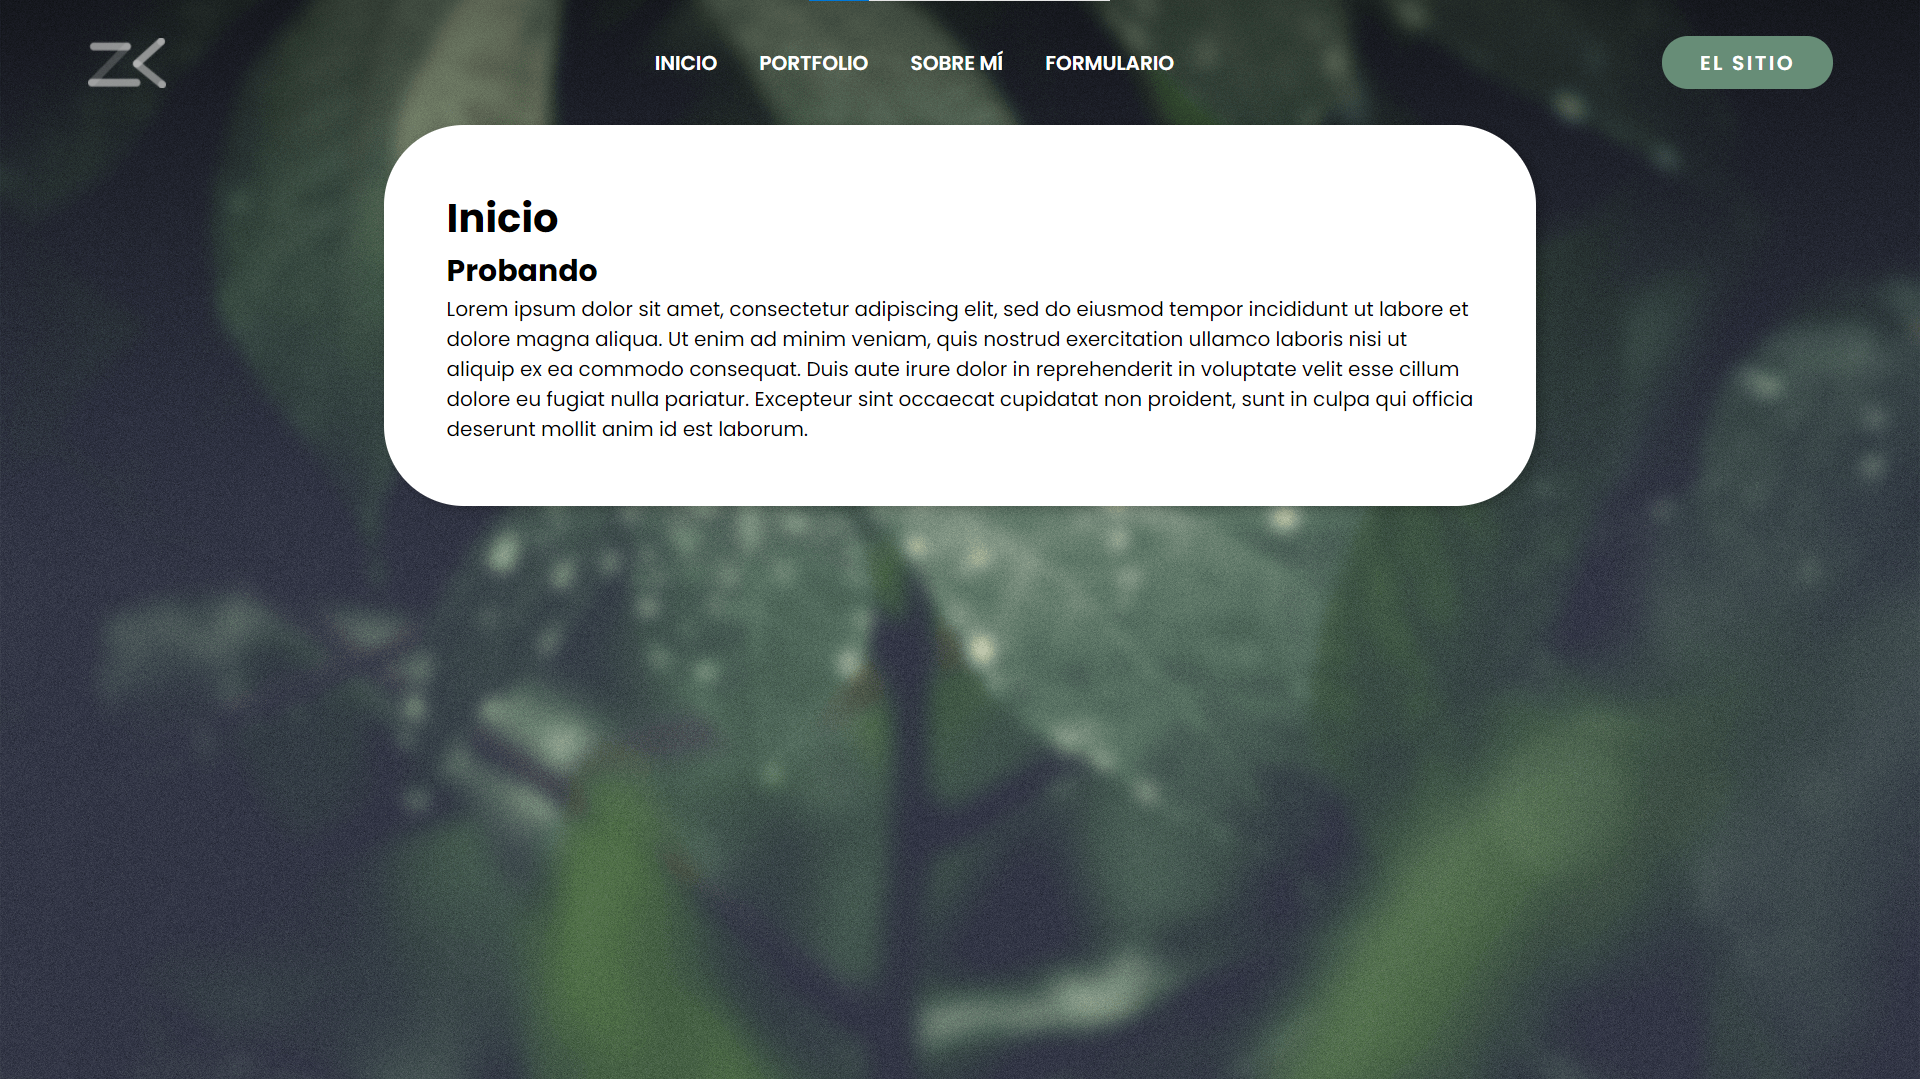 ZK
INICIO PORTFOLIO SOBRE MÍ FORMULARIO
EL SITIO
Inicio
Probando
Lorem ipsum dolor sit amet, consectetur adipiscing elit, sed do eiusmod tempor incididunt ut labore et
dolore magna aliqua. Ut enim ad minim veniam, quis nostrud exercitation ullamco laboris nisi ut
aliquip ex ea commodo consequat. Duis aute irure dolor in reprehenderit in voluptate velit esse cillum
dolore eu fugiat nulla pariatur. Excepteur sint occaecat cupidatat non proident, sunt in culpa qui officia
deserunt mollit anim id est laborum.